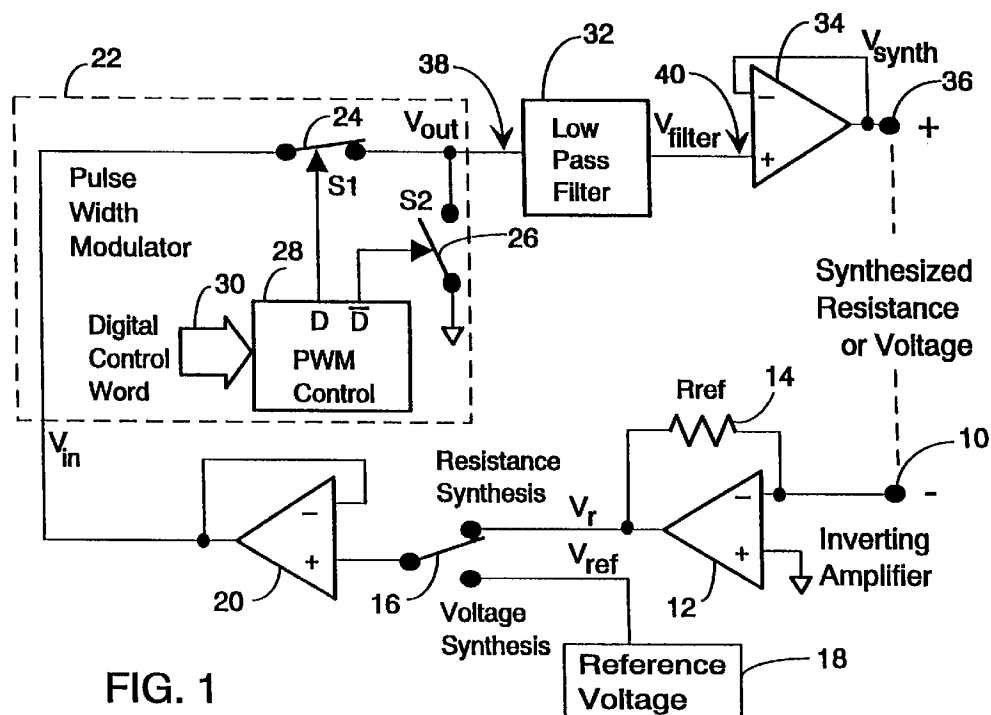 22
24
Vout
38
32
34
Vsynth
36
40
+
Low
Pass
Filter
Vfilter
−
+
Pulse
Width
Modulator
S1
S2
26
28
30
Digital
Control
Word
D D̅
PWM
Control
Synthesized
Resistance
or Voltage
Rref
14
10
-
Vin
Resistance
Synthesis
Vr
Vref
−
+
−
+
Inverting
Amplifier
20
16
12
Voltage
Synthesis
18
Reference
Voltage
FIG. 1